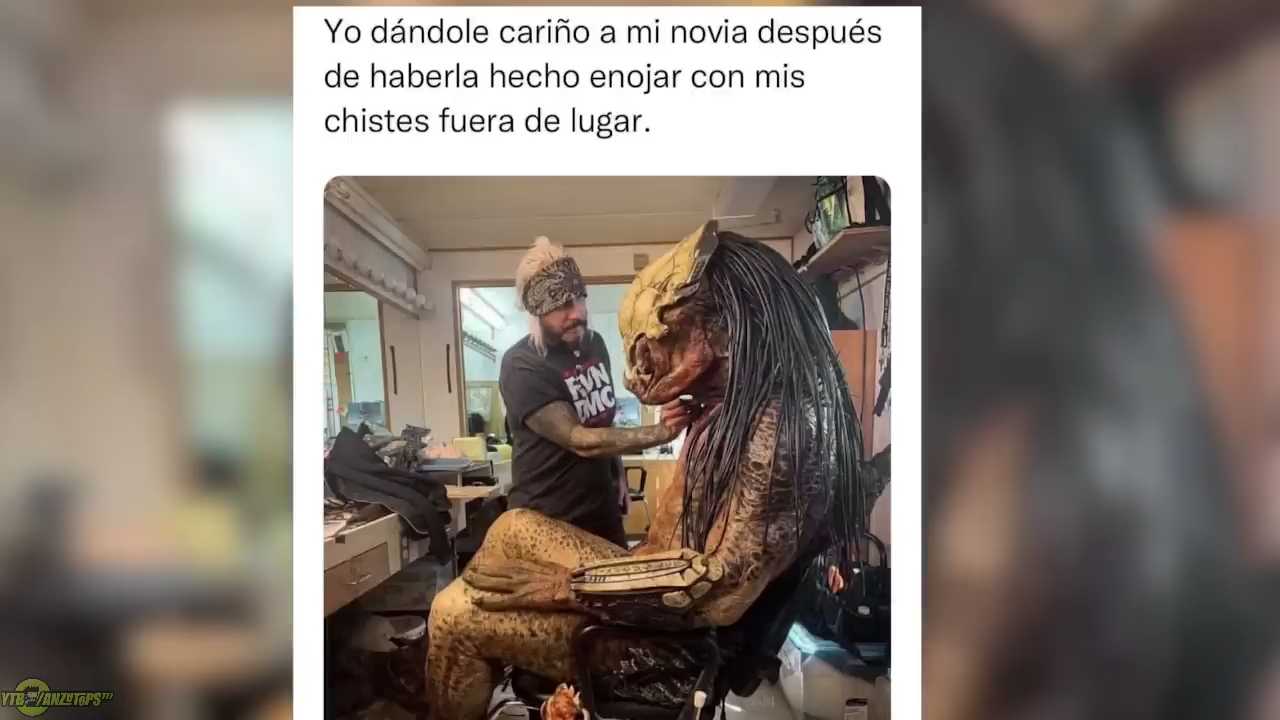 Yo dándole cariño a mi novia después
de haberla hecho enojar con mis
chistes fuera de lugar.